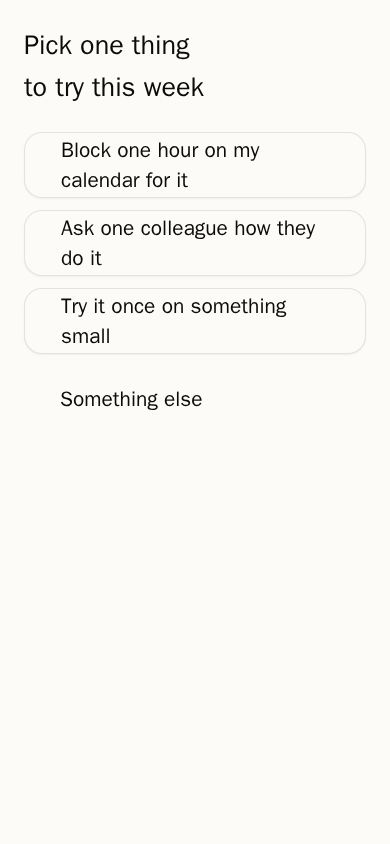 Pick one thing
to try this week
Block one hour on my
calendar for it
Ask one colleague how they
do it
Try it once on something
small
Something else